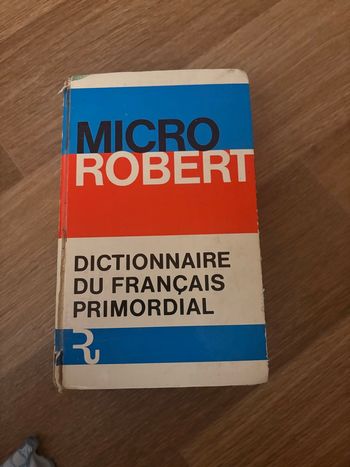 MICRO
ROBERT
DICTIONNAIRE
DU FRANÇAIS
PRIMORDIAL
R